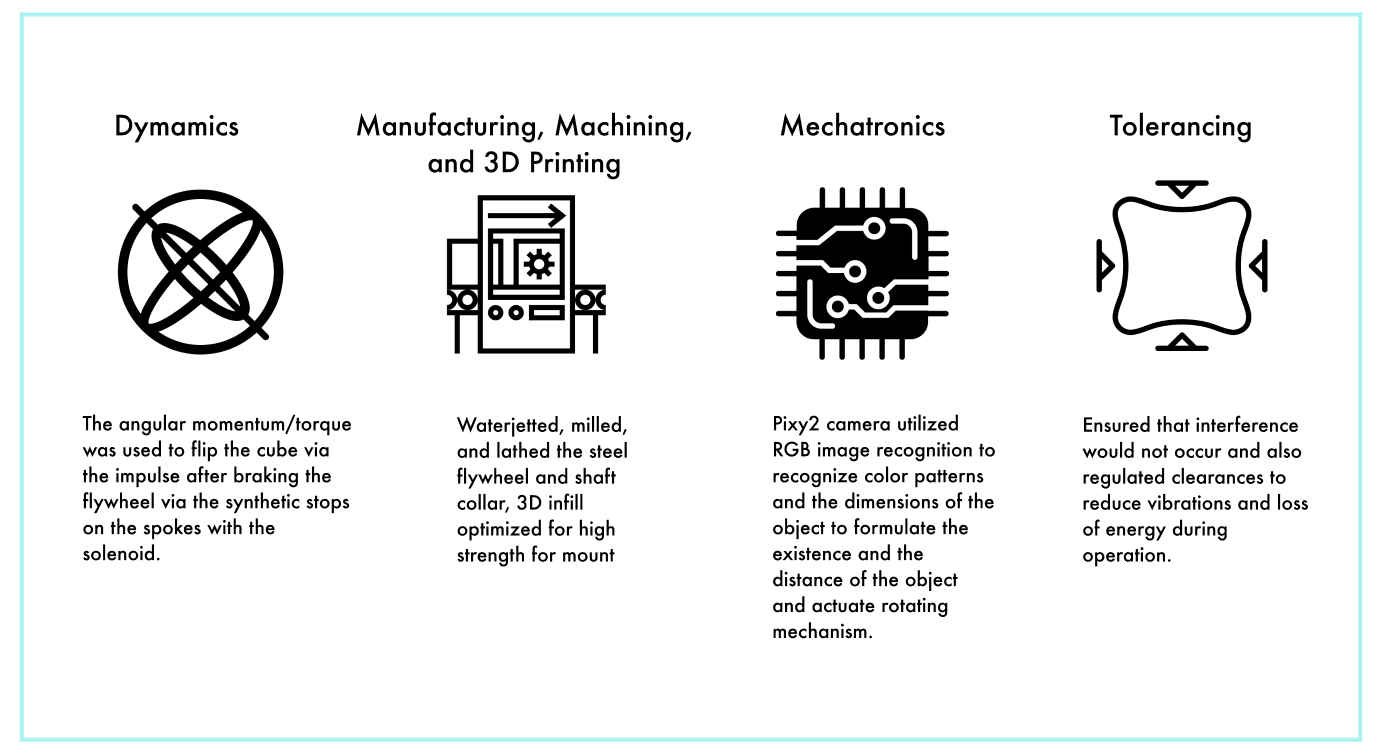 Dymamics
The angular momentum/torque
was used to flip the cube via
the impulse after braking the
flywheel via the synthetic stops
on the spokes with the
solenoid.
Manufacturing, Machining,
and 3D Printing
Waterjetted, milled,
and lathed the steel
flywheel and shaft
collar, 3D infill
optimized for high
strength for mount
Mechatronics
Pixy2 camera utilized
RGB image recognition to
recognize color patterns
and the dimensions of the
object to formulate the
existence and the
distance of the object
and actuate rotating
mechanism.
Tolerancing
Ensured that interference
would not occur and also
regulated clearances to
reduce vibrations and loss
of energy during
operation.